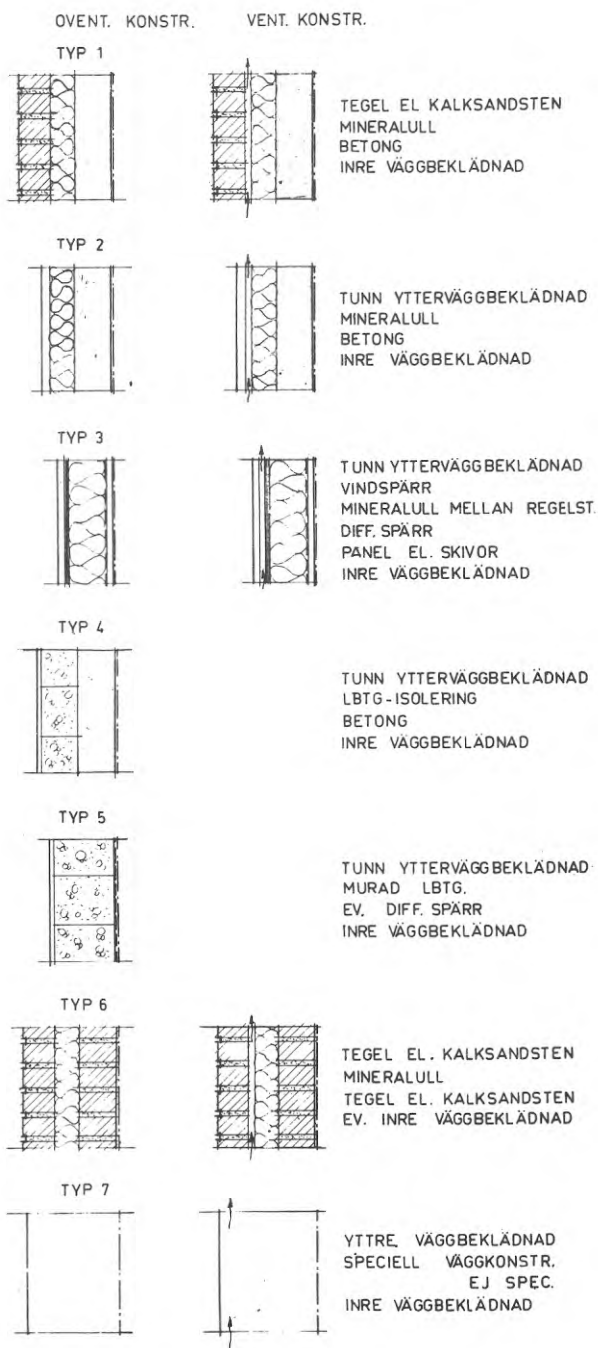 OVENT. KONSTR. VENT. KONSTR.
TYP 1
TEGEL EL KALKSANDSTEN
MINERALULL
BETONG
INRE VÄGGBEKLÄDNAD
TYP 2
TUNN YTTERVÄGGBEKLÄDNAD
MINERALULL
BETONG
INRE VÄGGBEKLÄDNAD
TYP 3
TUNN YTTERVÄGGBEKLÄDNAD
VINDSPÄRR
MINERALULL MELLAN REGELST.
DIFF. SPÄRR
PANEL EL. SKIVOR
INRE VÄGGBEKLÄDNAD
TYP 4
TUNN YTTERVÄGGBEKLÄDNAD
LBTG-ISOLERING
BETONG
INRE VÄGGBEKLÄDNAD
TYP 5
TUNN YTTERVÄGGBEKLÄDNAD
MURAD LBTG.
EV. DIFF. SPÄRR
INRE VÄGGBEKLÄDNAD
TYP 6
TEGEL EL. KALKSANDSTEN
MINERALULL
TEGEL EL. KALKSANDSTEN
EV. INRE VÄGGBEKLÄDNAD
TYP 7
YTTRE VÄGGBEKLÄDNAD
SPECIELL VÄGGKONSTR.
EJ SPEC.
INRE VÄGGBEKLÄDNAD